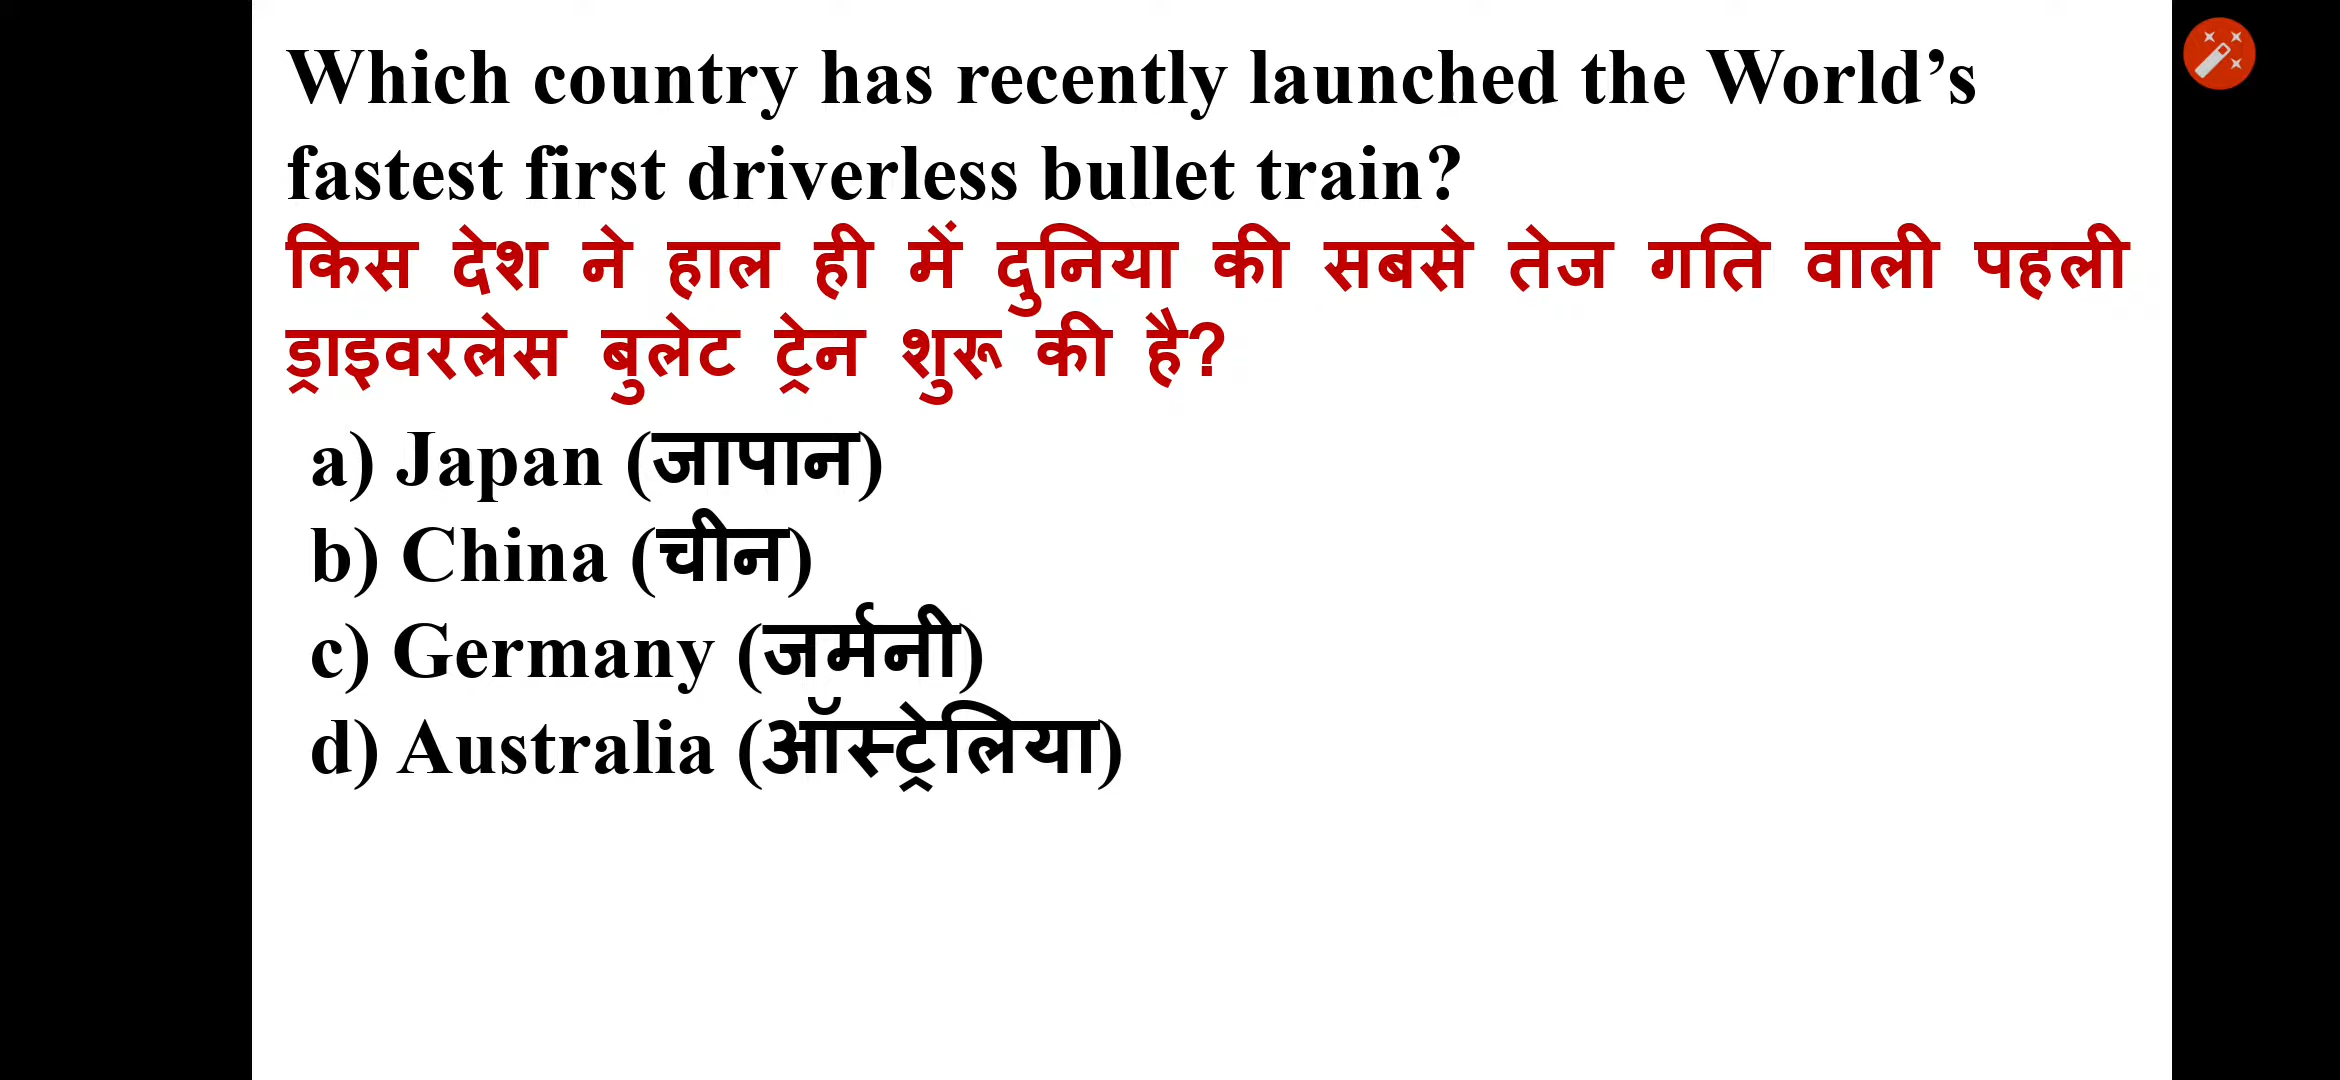 Which country has recently launched the World’s
fastest first driverless bullet train?
किस देश ने हाल ही में दुनिया की सबसे तेज गति वाली पहली
ड्राइवरलेस बुलेट ट्रेन शुरू की है?
a) Japan (जापान)
b) China (चीन)
c) Germany (जर्मनी)
d) Australia (ऑस्ट्रेलिया)